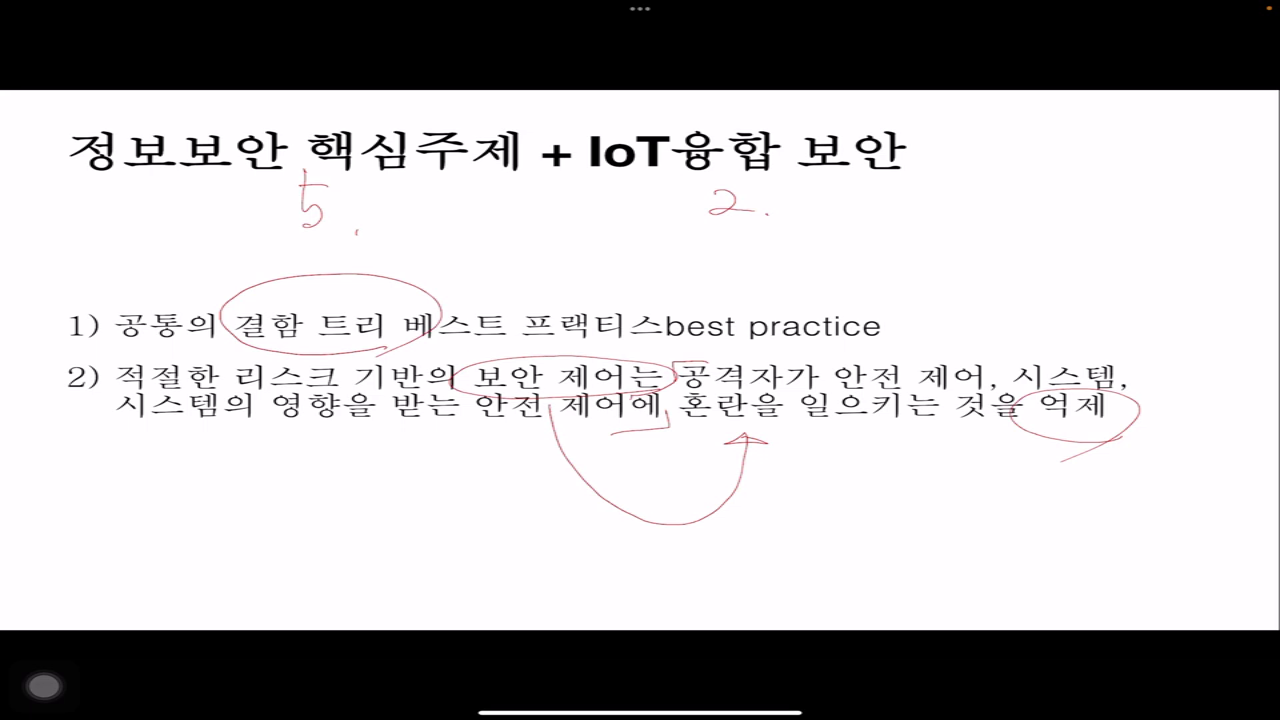 정보보안 핵심주제 + IoT융합 보안
5.
2.
1) 공통의 결함 트리 베스트 프랙티스best practice
2) 적절한 리스크 기반의 보안 제어는 공격자가 안전 제어, 시스템,
시스템의 영향을 받는 안전 제어에 혼란을 일으키는 것을 억제